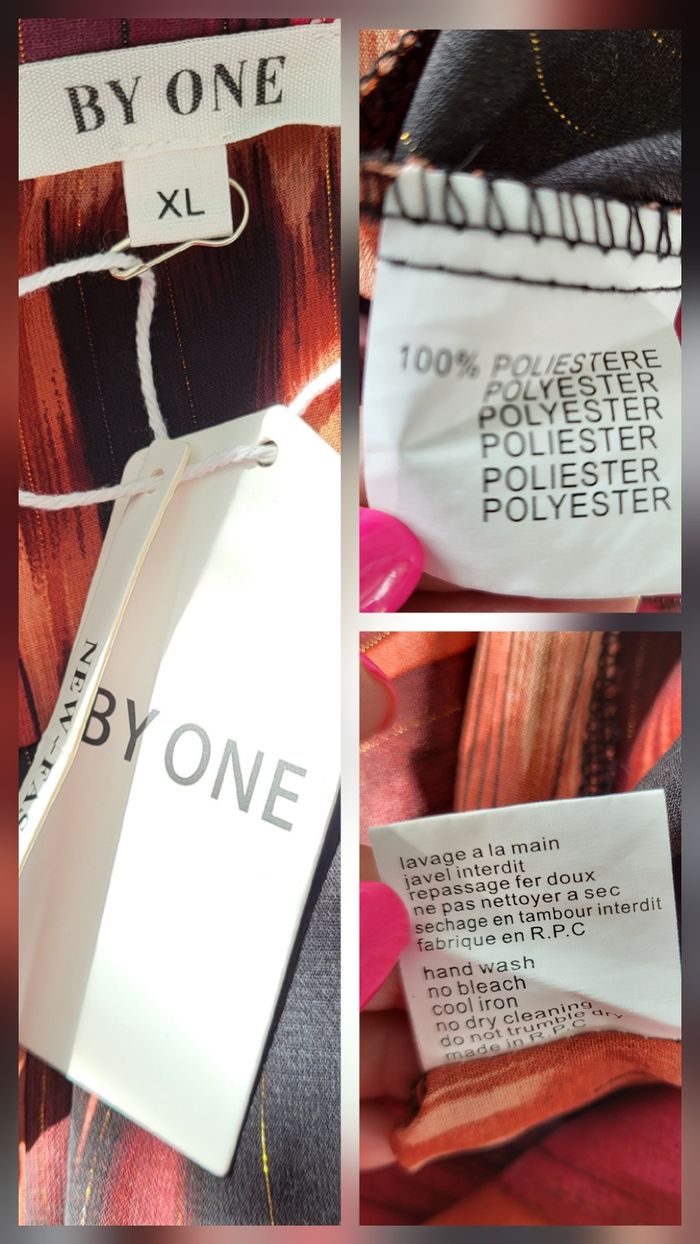 BY ONE
XL
NEW-FAS
BY ONE
100% POLIESTERE
POLYESTER
POLYESTER
POLIESTER
POLIESTER
POLYESTER
lavage a la main
javel interdit
repassage fer doux
ne pas nettoyer a sec
sechage en tambour interdit
fabrique en R.P.C
hand wash
no bleach
cool iron
no dry cleaning
do not trumble dry
made in R.P.C